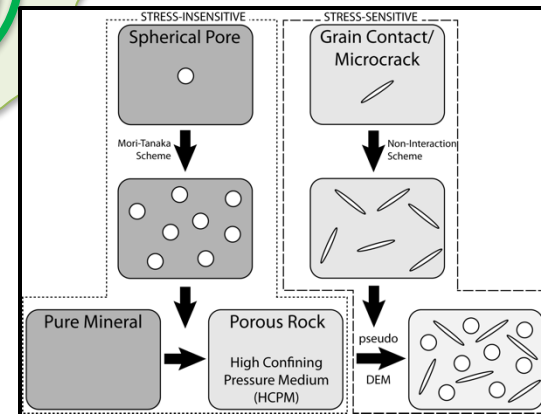 STRESS-INSENSITIVE
STRESS-SENSITIVE
Spherical Pore
Grain Contact/
Microcrack
Mori-Tanaka
Scheme
Non-Interaction
Scheme
Pure Mineral
Porous Rock
High Confining
Pressure Medium
(HCPM)
pseudo
DEM